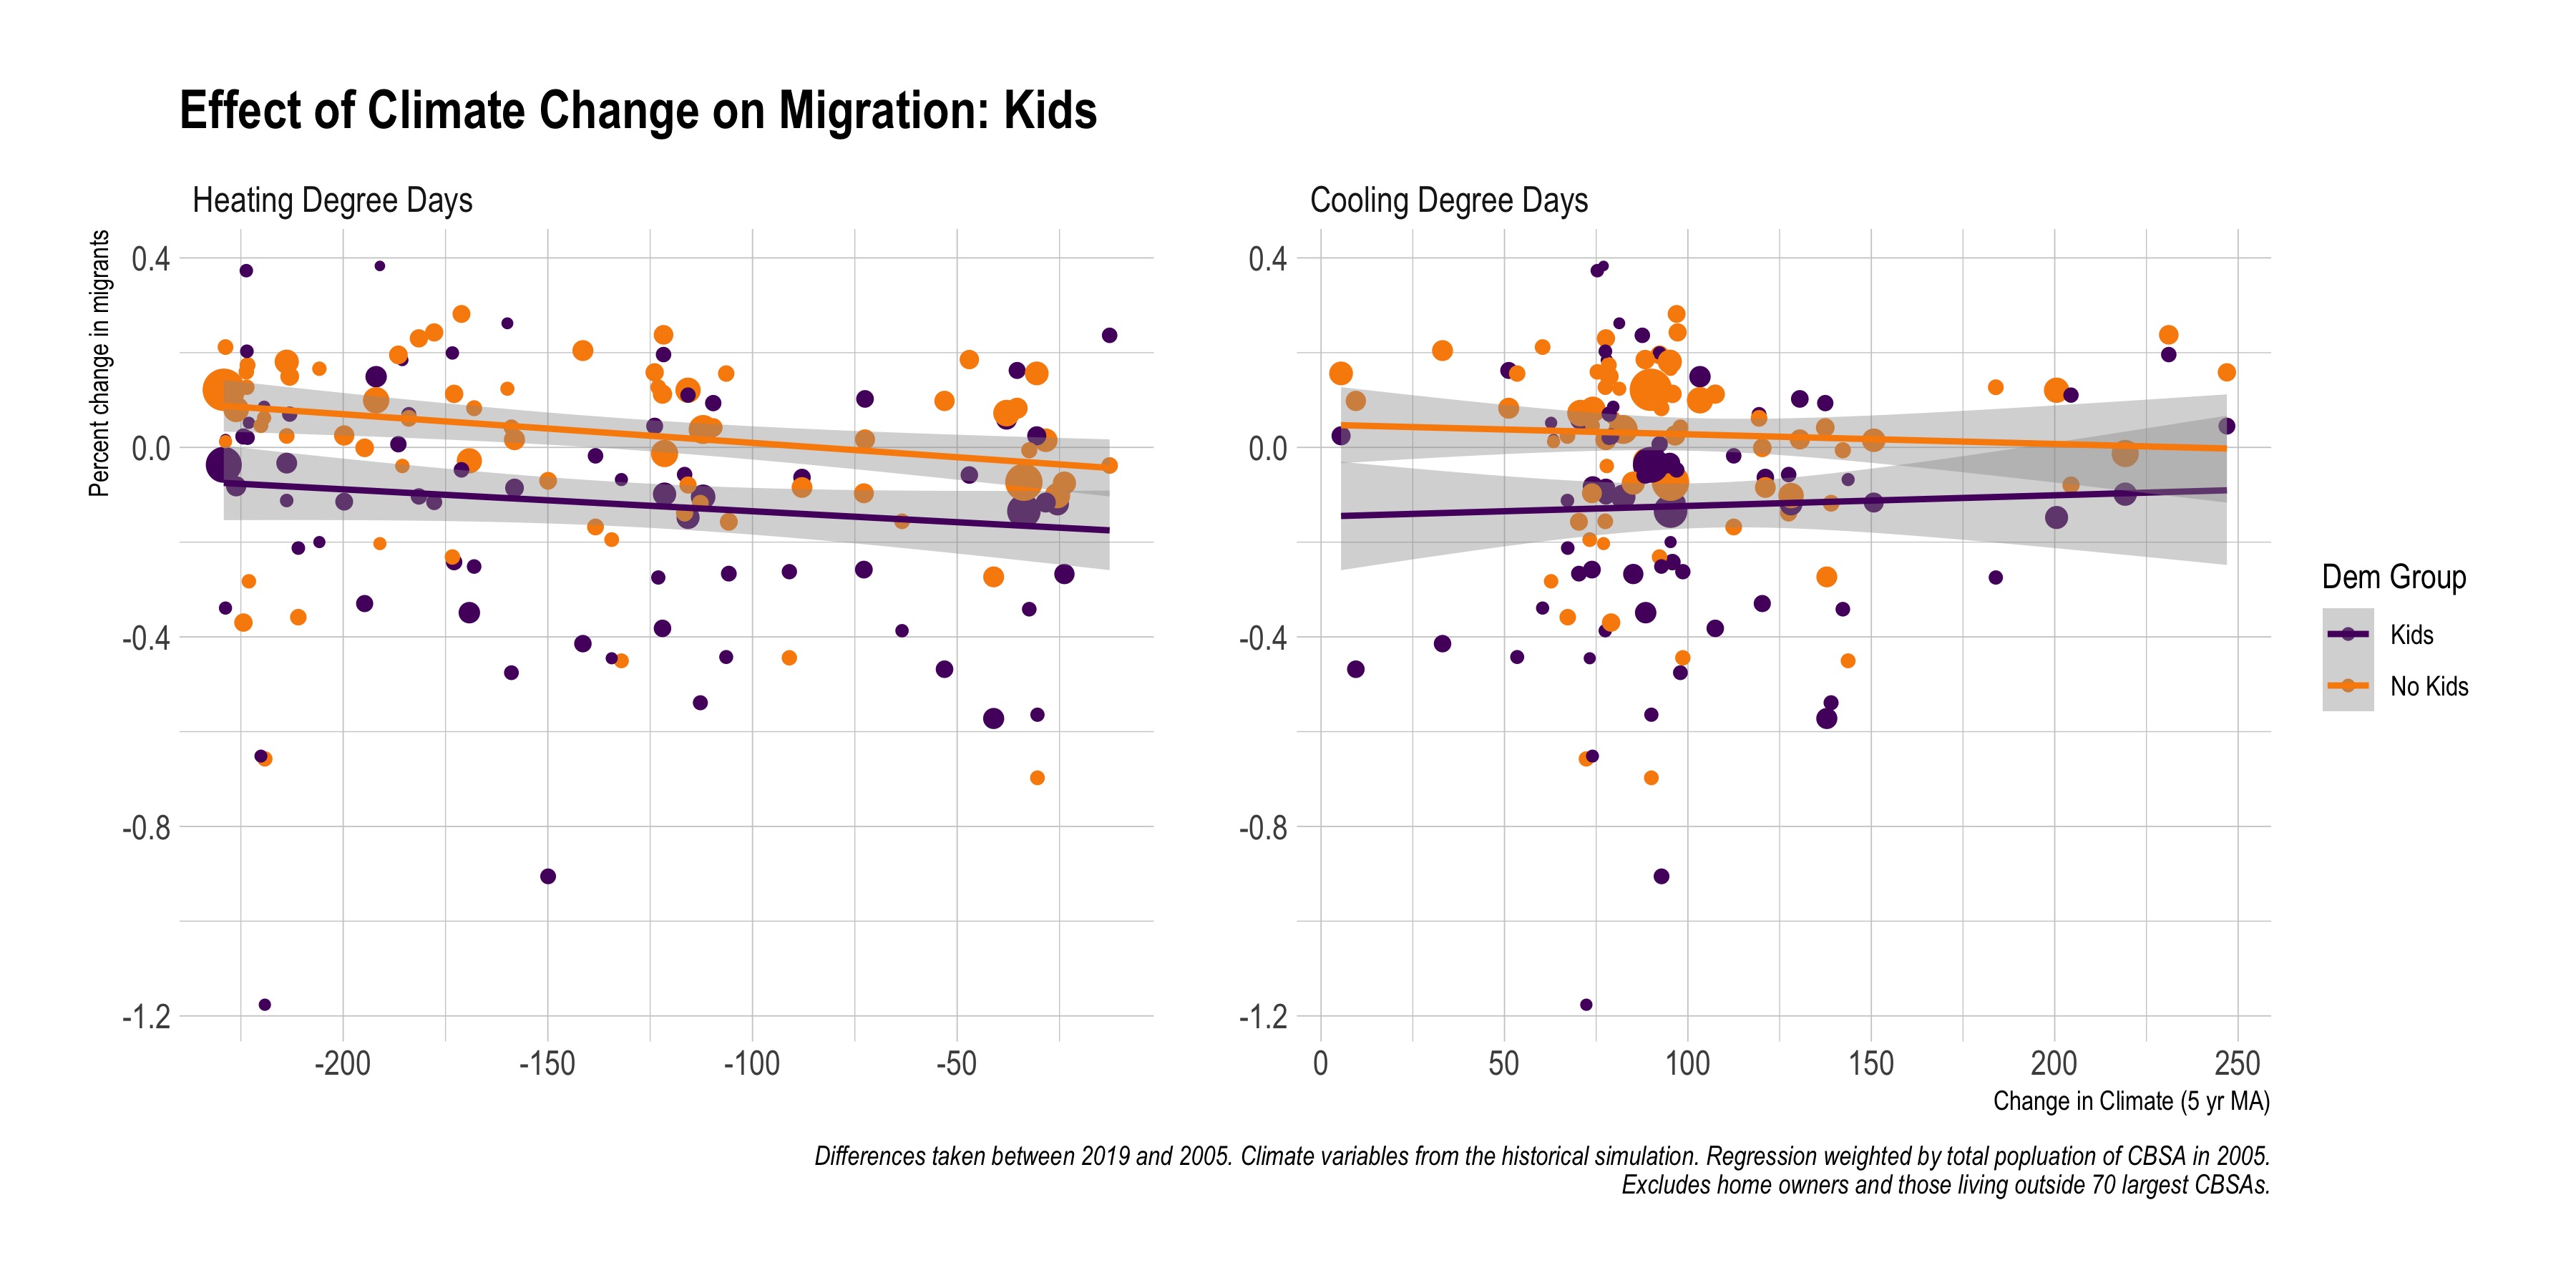 Effect of Climate Change on Migration: Kids
Heating Degree Days
Cooling Degree Days
Percent change in migrants
0.4
0.0
-0.4
-0.8
-1.2
-200
-150
-100
-50
0.4
0.0
-0.4
-0.8
-1.2
0
50
100
150
200
250
Change in Climate (5 yr MA)
Dem Group
Kids
No Kids
Differences taken between 2019 and 2005. Climate variables from the historical simulation. Regression weighted by total popluation of CBSA in 2005.
Excludes home owners and those living outside 70 largest CBSAs.